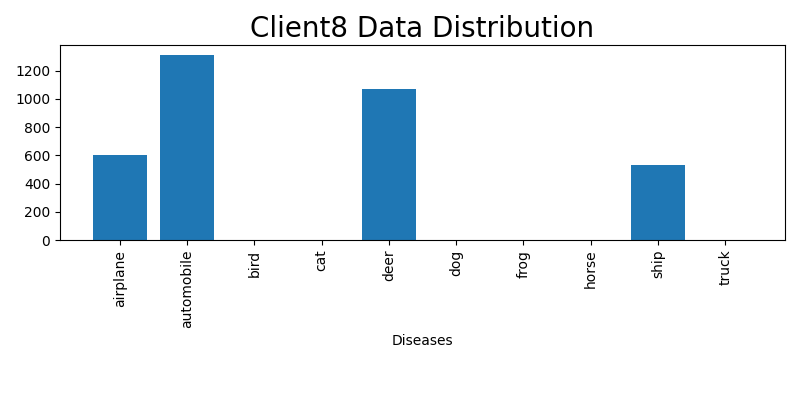 Client8 Data Distribution
1200
1000
800
600
400
200
0
airplane
automobile
bird
cat
deer
dog
frog
horse
ship
truck
Diseases